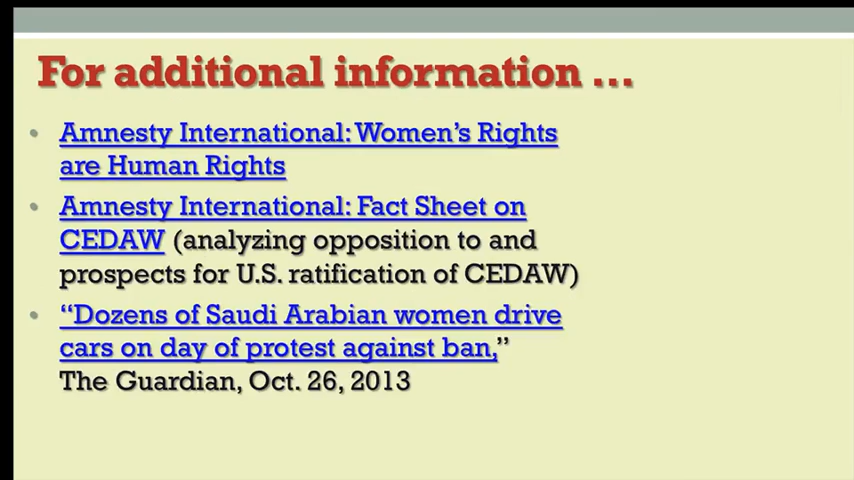 For additional information ...
• Amnesty International: Women's Rights
are Human Rights
• Amnesty International: Fact Sheet on
CEDAW (analyzing opposition to and
prospects for U.S. ratification of CEDAW)
• “Dozens of Saudi Arabian women drive
cars on day of protest against ban,”
The Guardian, Oct. 26, 2013